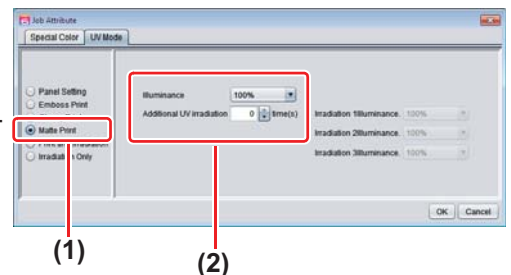 Job Attribute
Special Color UV Mode
Panel Setting
Emboss Print
Matte Print
Irradiation Only
Illuminance 100%
Additional UV irradiation 0 time(s)
Irradiation 1Illuminance. 100%
Irradiation 2Illuminance. 100%
Irradiation 3Illuminance. 100%
OK Cancel
(1) (2)